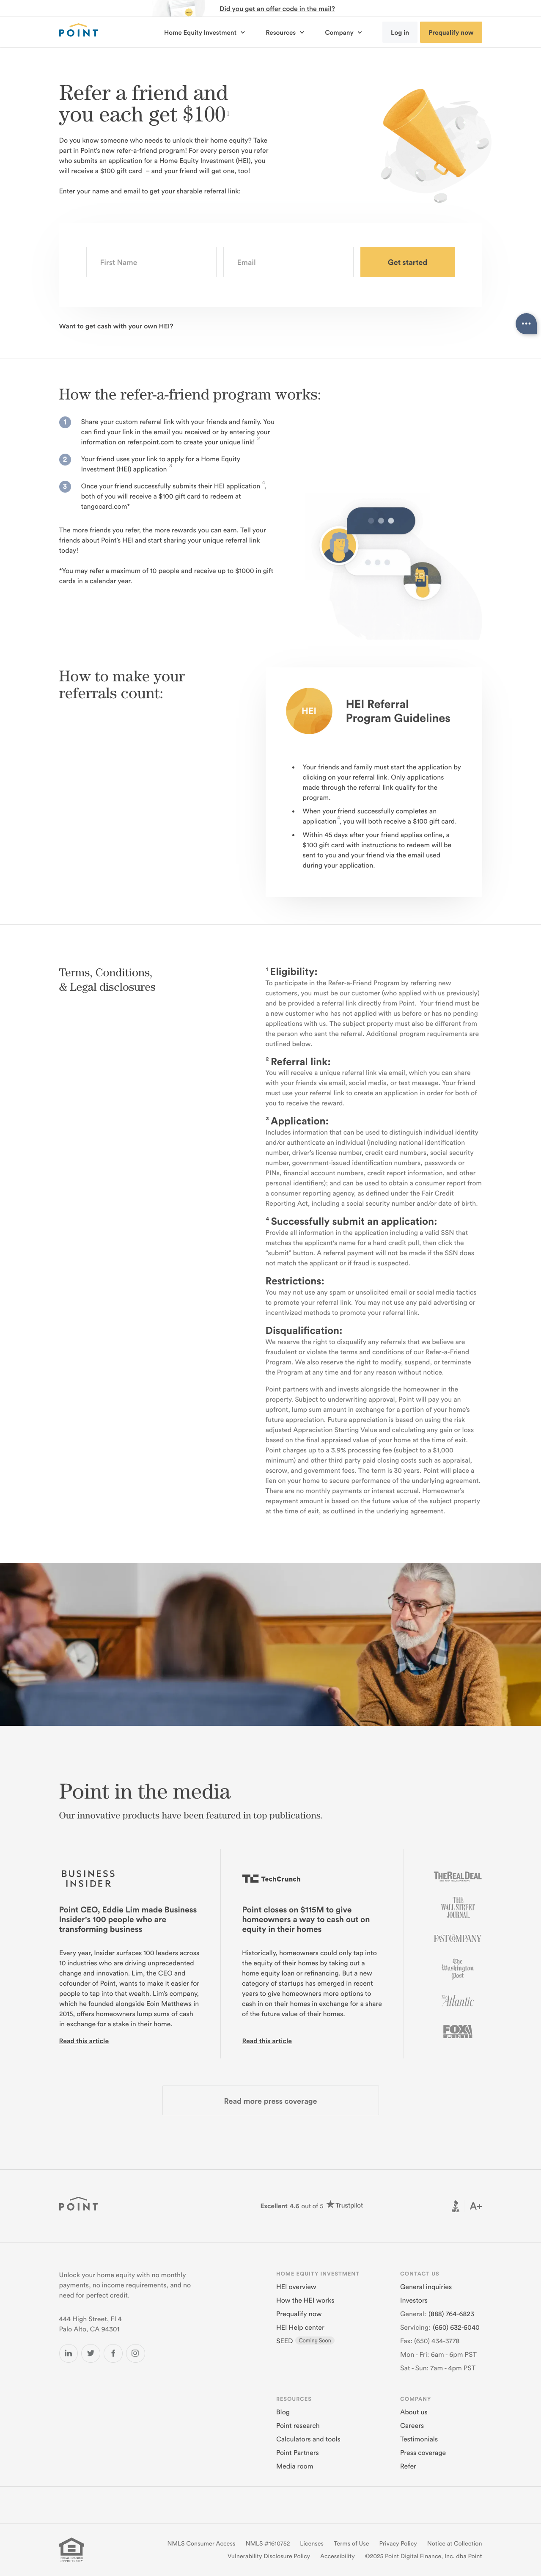 Did you get an offer code in the mail?
POINT
Home Equity Investment
Resources
Company
Log in
Prequalify now
Refer a friend and
you each get $100 1
Do you know someone who needs to unlock their home equity? Take
part in Point's new refer-a-friend program! For every person you refer
who submits an application for a Home Equity Investment (HEI), you
will receive a $100 gift card – and your friend will get one, too!
Enter your name and email to get your sharable referral link:
First Name
Email
Get started
Want to get cash with your own HEI?
How the refer-a-friend program works:
1 Share your custom referral link with your friends and family. You
can find your link in the email you received or by entering your
information on refer.point.com to create your unique link! 2
2 Your friend uses your link to apply for a Home Equity
Investment (HEI) application 3
3 Once your friend successfully submits their HEI application 4,
both of you will receive a $100 gift card to redeem at
tangocard.com*
The more friends you refer, the more rewards you can earn. Tell your
friends about Point's HEI and start sharing your unique referral link
today!
*You may refer a maximum of 10 people and receive up to $1000 in gift
cards in a calendar year.
How to make your
referrals count:
HEI
HEI Referral
Program Guidelines
• Your friends and family must start the application by
clicking on your referral link. Only applications
made through the referral link qualify for the
program.
• When your friend successfully completes an
application, you will both receive a $100 gift card.
• Within 45 days after your friend applies online, a
$100 gift card with instructions to redeem will be
sent to you and your friend via the email used
during your application.
Terms, Conditions,
& Legal disclosures
1 Eligibility:
To participate in the Refer-a-Friend Program by referring new
customers, you must be our customer (who applied with us previously)
and be provided a referral link directly from Point. Your friend must be
a new customer who has not applied with us before or has no pending
applications with us. The subject property must also be different from
the person who sent the referral. Additional program requirements are
outlined below.
2 Referral link:
You will receive a unique referral link via email, which you can share
with your friends via email, social media, or text message. Your friend
must use your referral link to create an application in order for both of
you to receive the reward.
3 Application:
Includes information that can be used to distinguish individual identity
and/or authenticate an individual (including national identification
number, driver's license number, credit card numbers, social security
number, government-issued identification numbers, passwords or
PINs, financial account numbers, credit report information, and other
personal identifiers); and can be used to obtain a consumer report from
a consumer reporting agency, as defined under the Fair Credit
Reporting Act, including a social security number and/or date of birth.
4 Successfully submit an application:
Provide all information in the application including a valid SSN that
matches the applicant's name for a hard credit pull, then click the
"submit" button. A referral payment will not be made if the SSN does
not match the applicant or if fraud is suspected.
Restrictions:
You may not use any spam or unsolicited email or social media tactics
to promote your referral link. You may not use any paid advertising or
incentivized methods to promote your referral link.
Disqualification:
We reserve the right to disqualify any referrals that we believe are
fraudulent or violate the terms and conditions of our Refer-a-Friend
Program. We also reserve the right to modify, suspend, or terminate
the Program at any time and for any reason without notice.
Point partners with and invests alongside the homeowner in the
property. Subject to underwriting approval, Point will pay you an
upfront, lump sum amount in exchange for a portion of your home's
future appreciation. Future appreciation is based on using the risk
adjusted Appreciation Starting Value and calculating any gain or loss
based on the final appraised value of your home at the time of exit.
Point charges up to a 3.9% processing fee (subject to a $1,000
minimum) and other third party paid closing costs such as appraisal,
escrow, and government fees. The term is 30 years. Point will place a
lien on your home to secure performance of the underlying agreement.
There are no monthly payments or interest accrual. Homeowner's
repayment amount is based on the future value of the subject property
at the time of exit, as outlined in the underlying agreement.
Point in the media
Our innovative products have been featured in top publications.
BUSINESS
INSIDER
Point CEO, Eddie Lim made Business
Insider's 100 people who are
transforming business
Every year, Insider surfaces 100 leaders across
10 industries who are driving unprecedented
change and innovation. Lim, the CEO and
cofounder of Point, wants to make it easier for
people to tap into that wealth. Lim's company,
which he founded alongside Eoin Matthews in
2015, offers homeowners lump sums of cash
in exchange for a stake in their home.
Read this article
TechCrunch
Point closes on $115M to give
homeowners a way to cash out on
equity in their homes
Historically, homeowners could only tap into
the equity of their homes by taking out a
home equity loan or refinancing. But a new
category of startups has emerged in recent
years to give homeowners more options to
cash in on their homes in exchange for a share
of the future value of their homes.
Read this article
THEREALDEAL
THE
WALL STREET
JOURNAL
FAST COMPANY
The
Washington
Post
The Atlantic
FOX
BUSINESS
Read more press coverage
POINT
Excellent 4.6 out of 5 Trustpilot
A+
Unlock your home equity with no monthly
payments, no income requirements, and no
need for perfect credit.
444 High Street, Fl 4
Palo Alto, CA 94301
HOME EQUITY INVESTMENT
HEI overview
How the HEI works
Prequalify now
HEI Help center
SEED Coming Soon
CONTACT US
General inquiries
Investors
General: (888) 764-6823
Servicing: (650) 632-5040
Fax: (650) 434-3778
Mon - Fri: 6am - 6pm PST
Sat - Sun: 7am - 4pm PST
RESOURCES
Blog
Point research
Calculators and tools
Point Partners
Media room
COMPANY
About us
Careers
Testimonials
Press coverage
Refer
NMLS Consumer Access
NMLS #1610752
Licenses
Terms of Use
Privacy Policy
Notice at Collection
Vulnerability Disclosure Policy
Accessibility
©2025 Point Digital Finance, Inc. dba Point